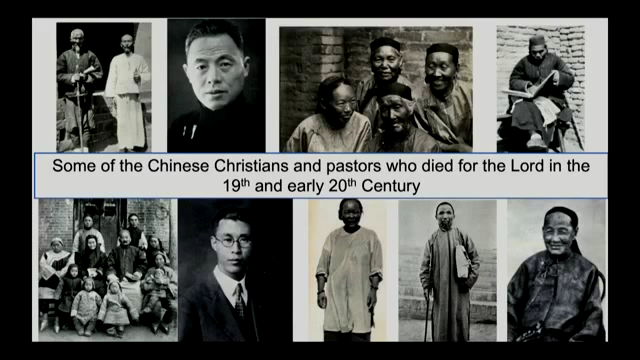 Some of the Chinese Christians and pastors who died for the Lord in the
19th and early 20th Century